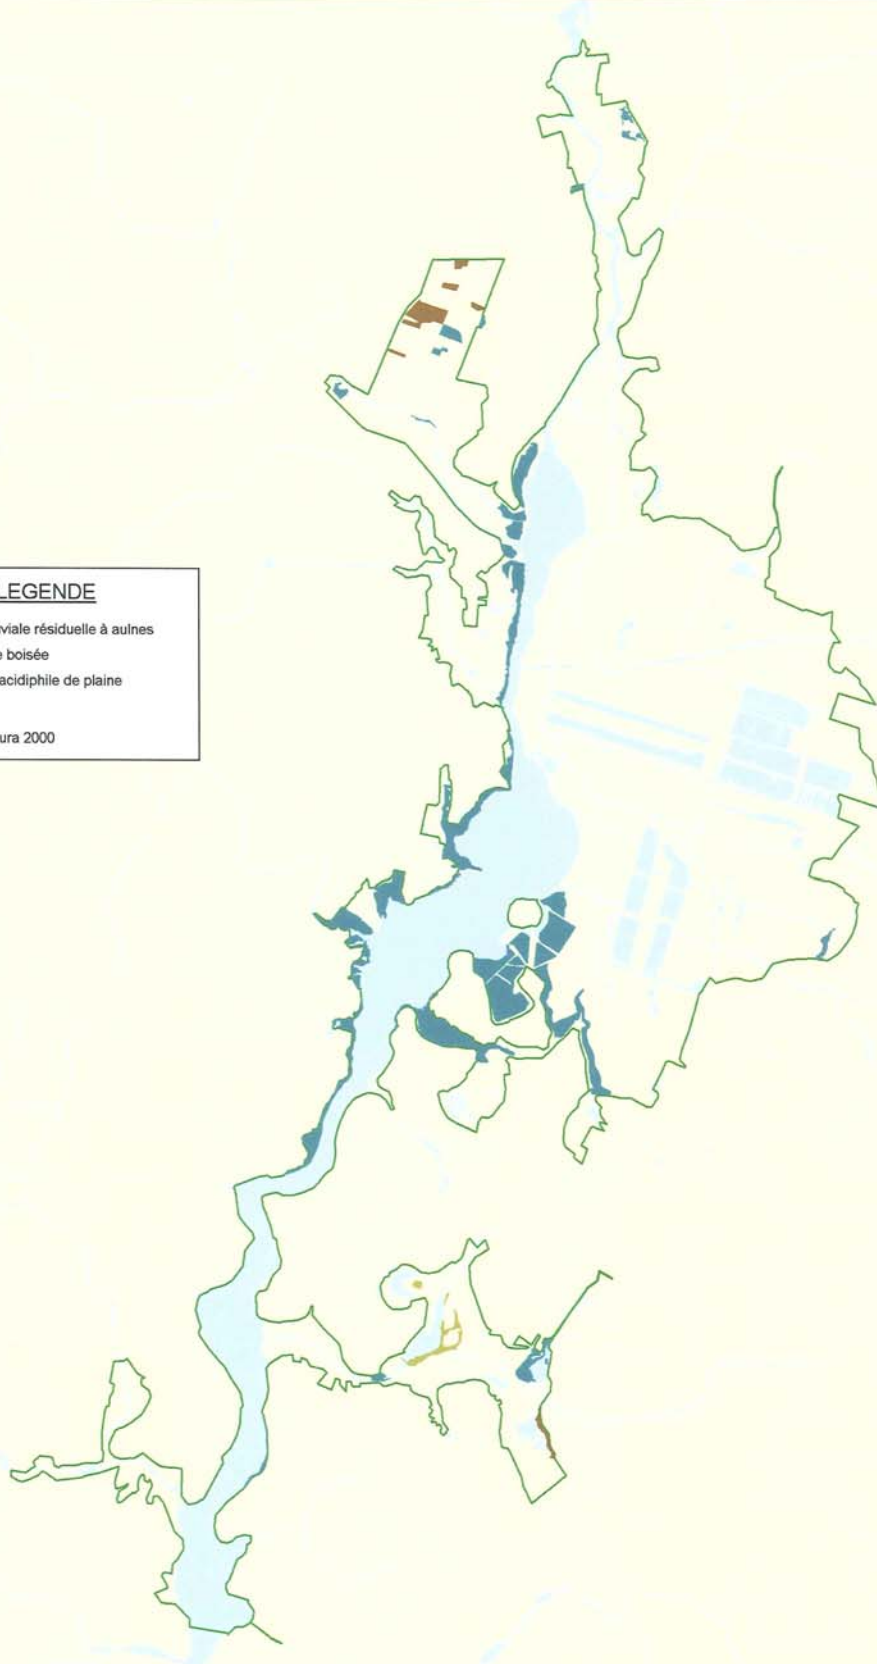 LEGENDE
viale résiduelle à aulnes
boisée
acidiphile de plaine
ura 2000